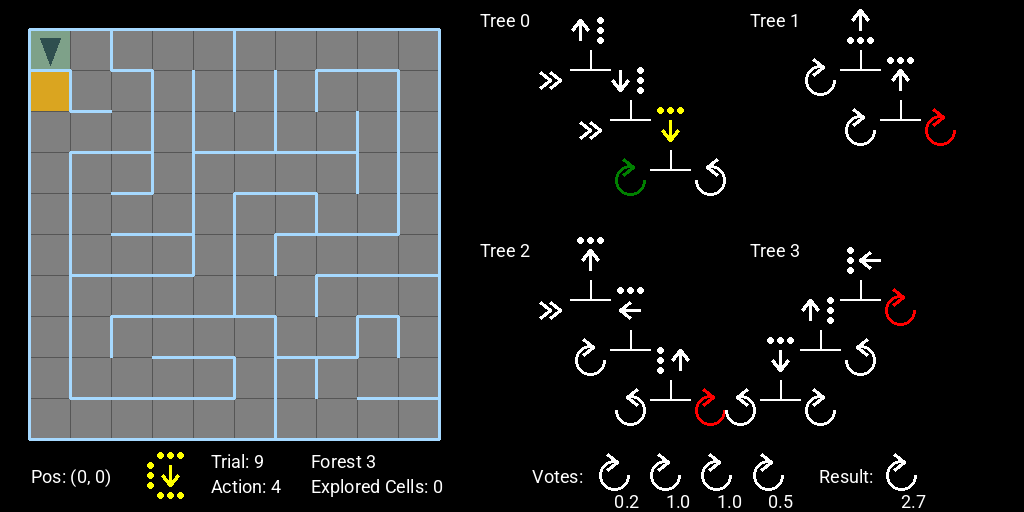 Tree 0
Tree 1
Tree 2
Tree 3
Pos: (0, 0)
Trial: 9
Forest 3
Action: 4
Explored Cells: 0
Votes:
Result:
0.2
1.0
1.0
0.5
2.7